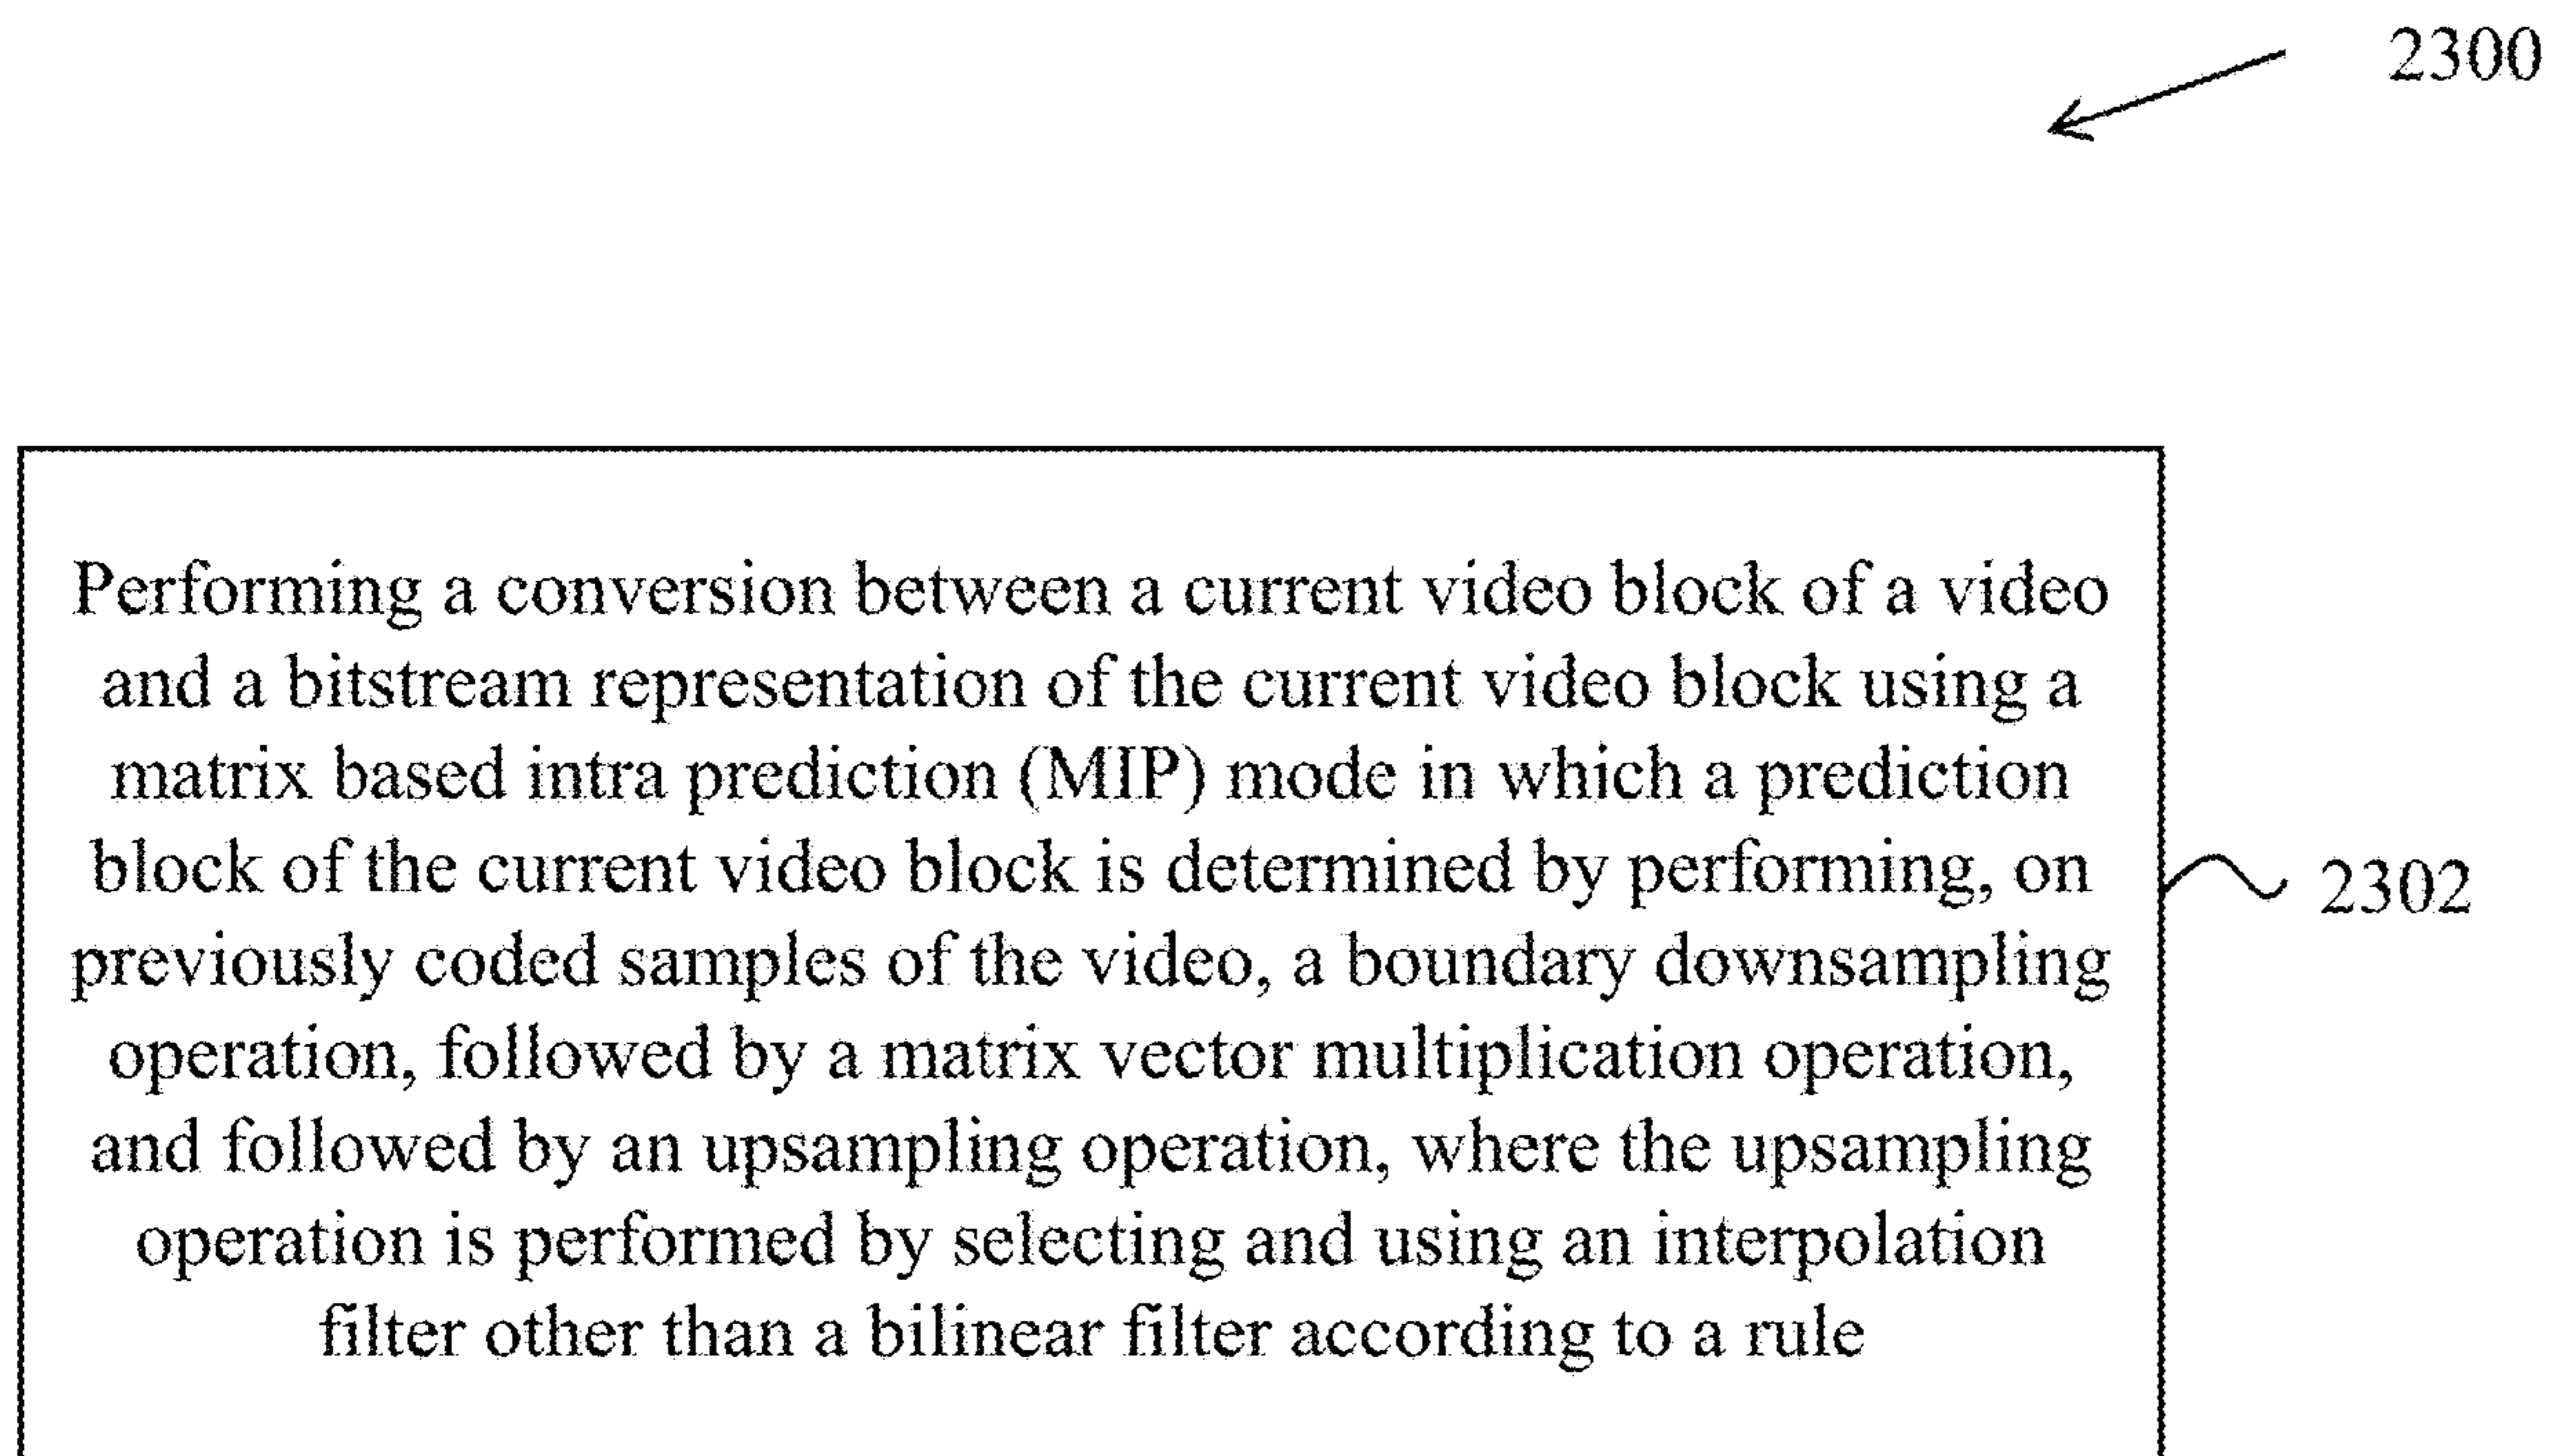 2300
Performing a conversion between a current video block of a video
and a bitstream representation of the current video block using a
matrix based intra prediction (MIP) mode in which a prediction
block of the current video block is determined by performing, on
previously coded samples of the video, a boundary downsampling
operation, followed by a matrix vector multiplication operation,
and followed by an upsampling operation, where the upsampling
operation is performed by selecting and using an interpolation
filter other than a bilinear filter according to a rule
2302